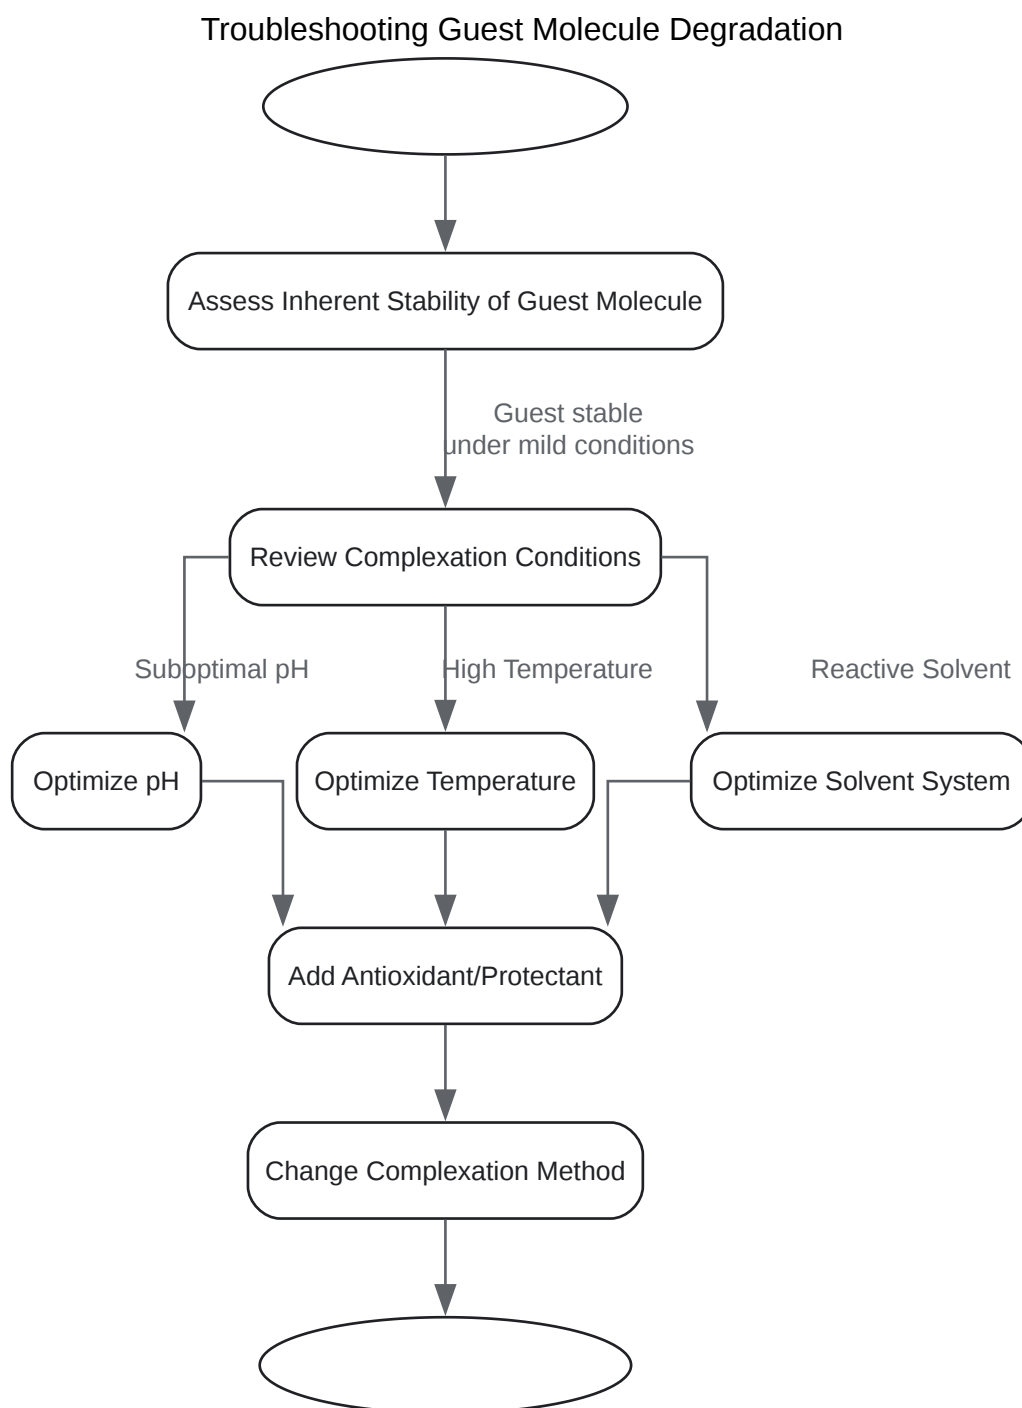 Troubleshooting Guest Molecule Degradation
Assess Inherent Stability of Guest Molecule
Guest stable
under mild conditions
Review Complexation Conditions
Suboptimal pH
High Temperature
Reactive Solvent
Optimize pH
Optimize Temperature
Optimize Solvent System
Add Antioxidant/Protectant
Change Complexation Method